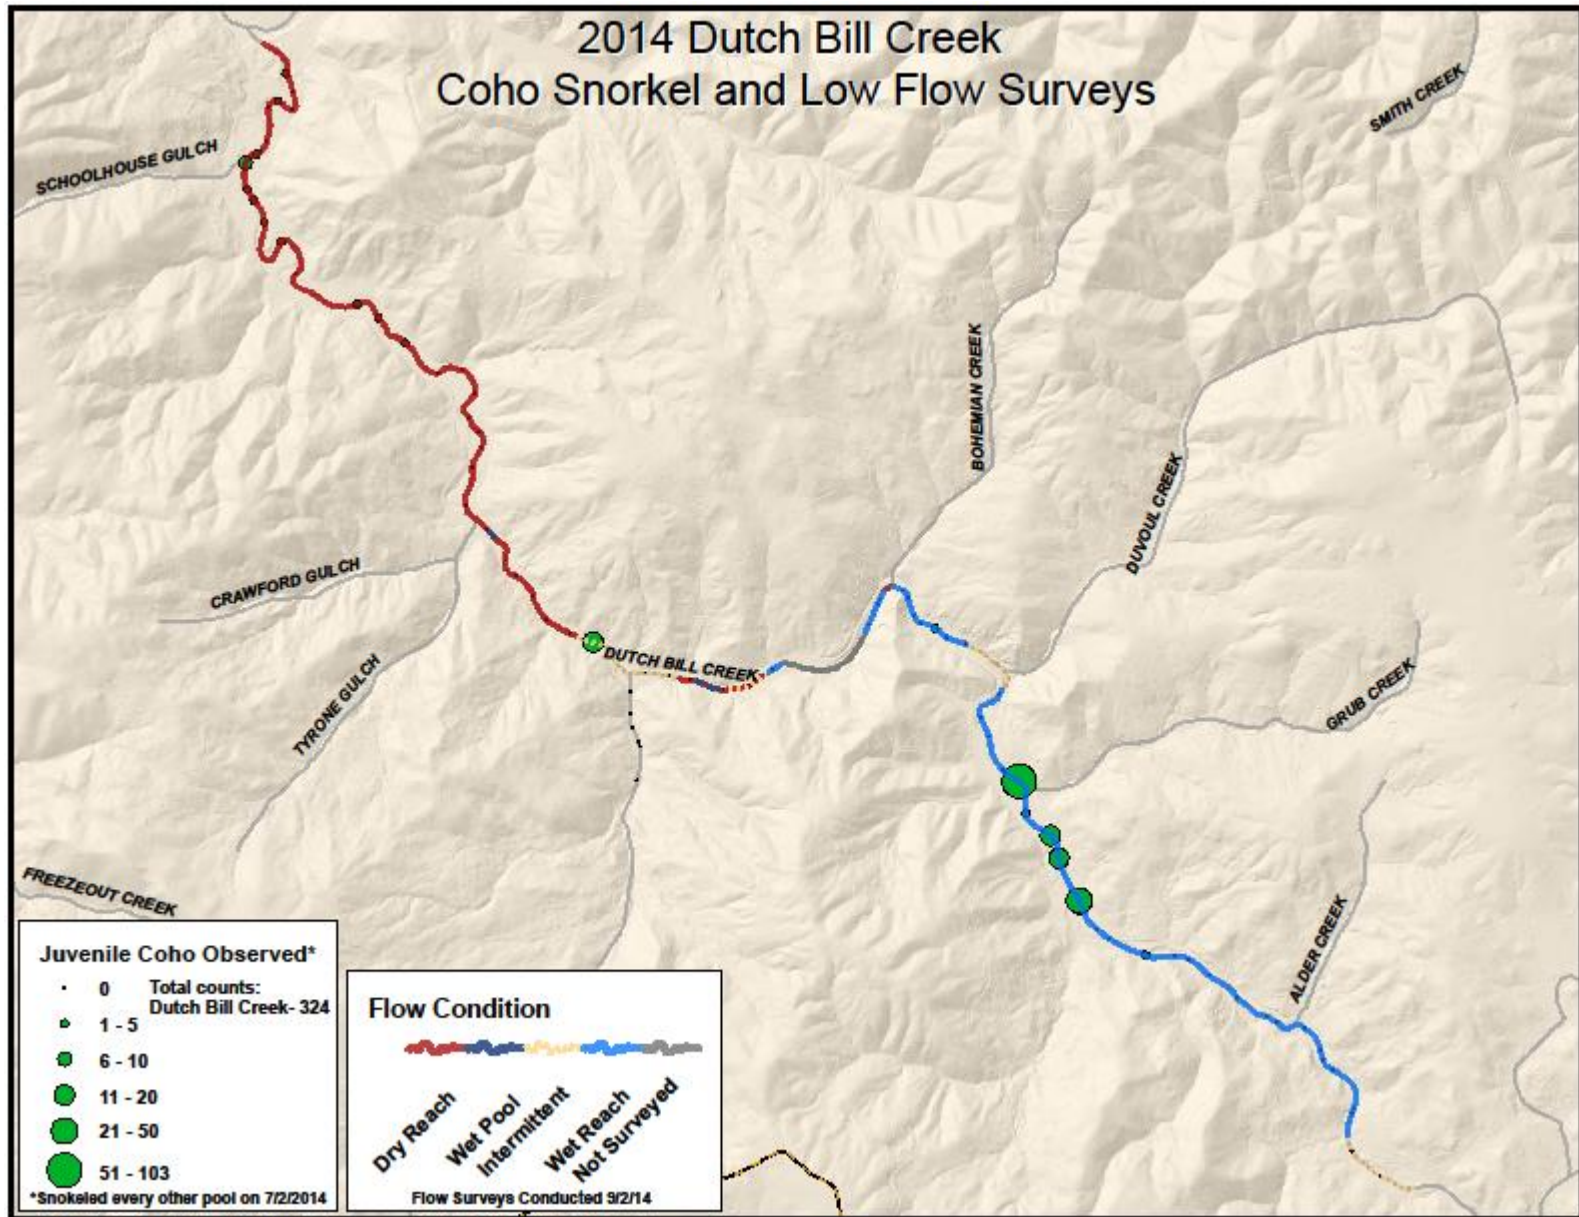 2014 Dutch Bill Creek
Coho Snorkel and Low Flow Surveys
SMITH CREEK
SCHOOLHOUSE GULCH
BOHEMIAN CREEK
DUVOUL CREEK
CRAWFORD GULCH
DUTCH BILL CREEK
TYRONE GULCH
GRUB CREEK
FREEZEOUT CREEK
ALDER CREEK
Juvenile Coho Observed*
0 Total counts:
Dutch Bill Creek- 324
1 - 5
6 - 10
11 - 20
21 - 50
51 - 103
*Snokeled every other pool on 7/2/2014
Flow Condition
Dry Reach
Wet Pool
Intermittent
Wet Reach
Not Surveyed
Flow Surveys Conducted 9/2/14